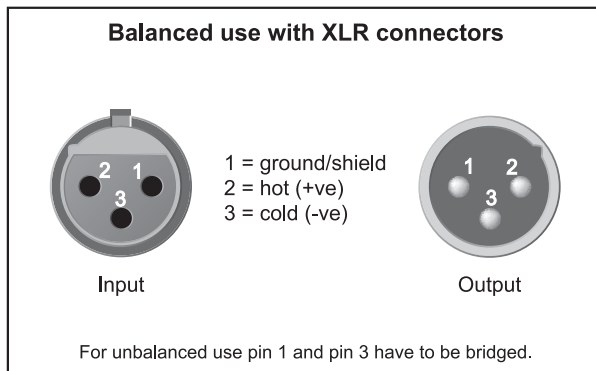 Balanced use with XLR connectors
2 1
3
1 = ground/shield
2 = hot (+ve)
3 = cold (-ve)
1 2
3
Input
Output
For unbalanced use pin 1 and pin 3 have to be bridged.